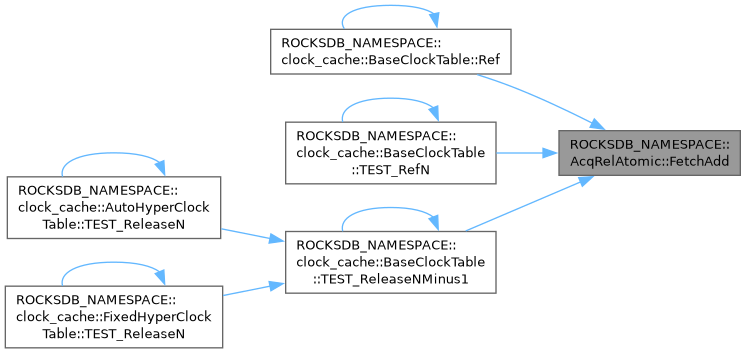 ROCKSDB_NAMESPACE::
clock_cache::BaseClockTable::Ref
ROCKSDB_NAMESPACE::
clock_cache::BaseClockTable
::TEST_RefN
ROCKSDB_NAMESPACE::
AcqRelAtomic::FetchAdd
ROCKSDB_NAMESPACE::
clock_cache::AutoHyperClock
Table::TEST_ReleaseN
ROCKSDB_NAMESPACE::
clock_cache::BaseClockTable
::TEST_ReleaseNMinus1
ROCKSDB_NAMESPACE::
clock_cache::FixedHyperClock
Table::TEST_ReleaseN